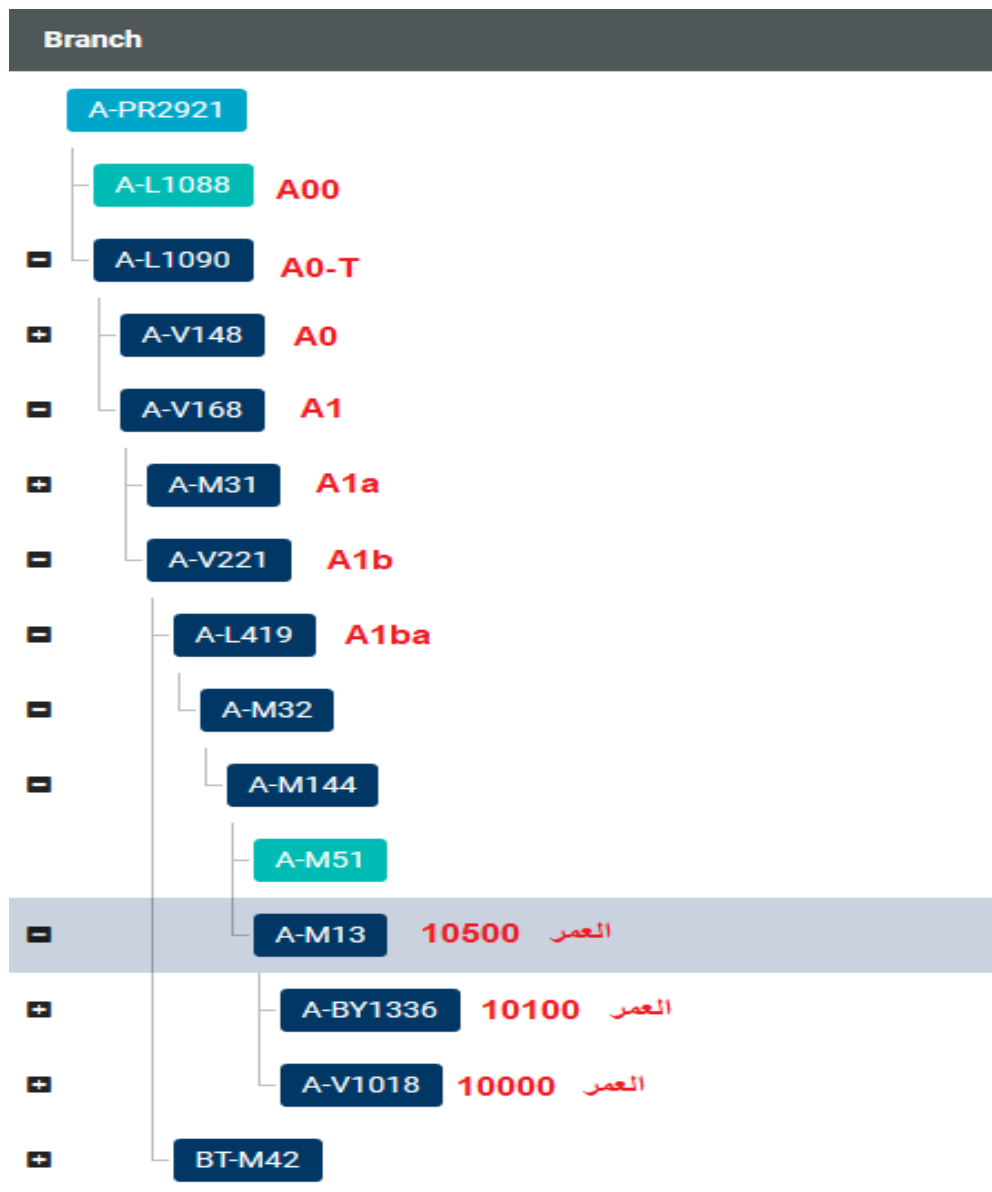 Branch
A-PR2921
A-L1088 A00
A-L1090 A0-T
A-V148 A0
A-V168 A1
A-M31 A1a
A-V221 A1b
A-L419 A1ba
A-M32
A-M144
A-M51
A-M13 10500 العمر
A-BY1336 10100 العمر
A-V1018 10000 العمر
BT-M42